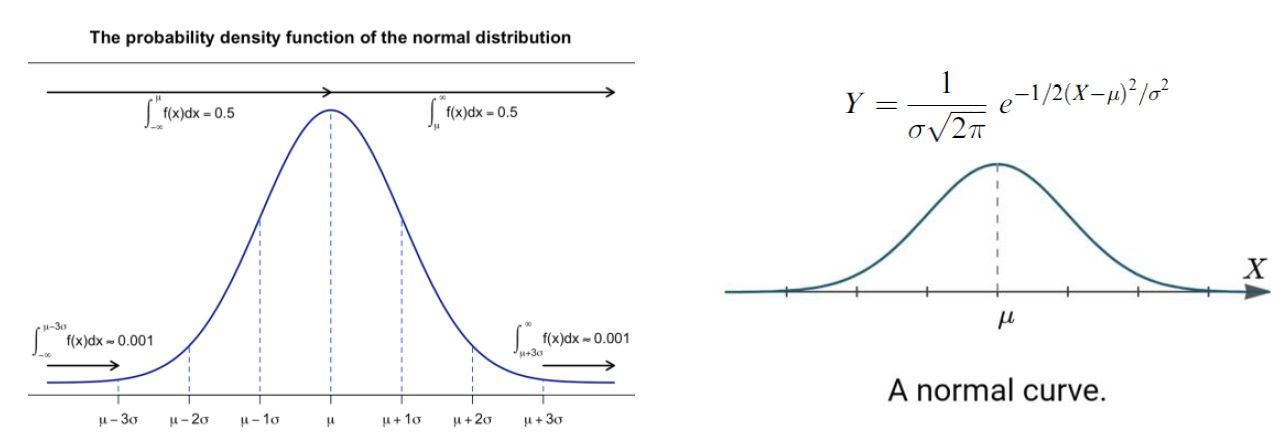 The probability density function of the normal distribution
∫_{-∞}^{μ} f(x)dx = 0.5
∫_{μ}^{∞} f(x)dx = 0.5
∫_{-∞}^{μ-3σ} f(x)dx ≈ 0.001
∫_{μ+3σ}^{∞} f(x)dx ≈ 0.001
μ - 3σ μ - 2σ μ - 1σ μ μ + 1σ μ + 2σ μ + 3σ
Y = \frac{1}{σ√2π} e^{-1/2(X-μ)²/σ²}
X
μ
A normal curve.